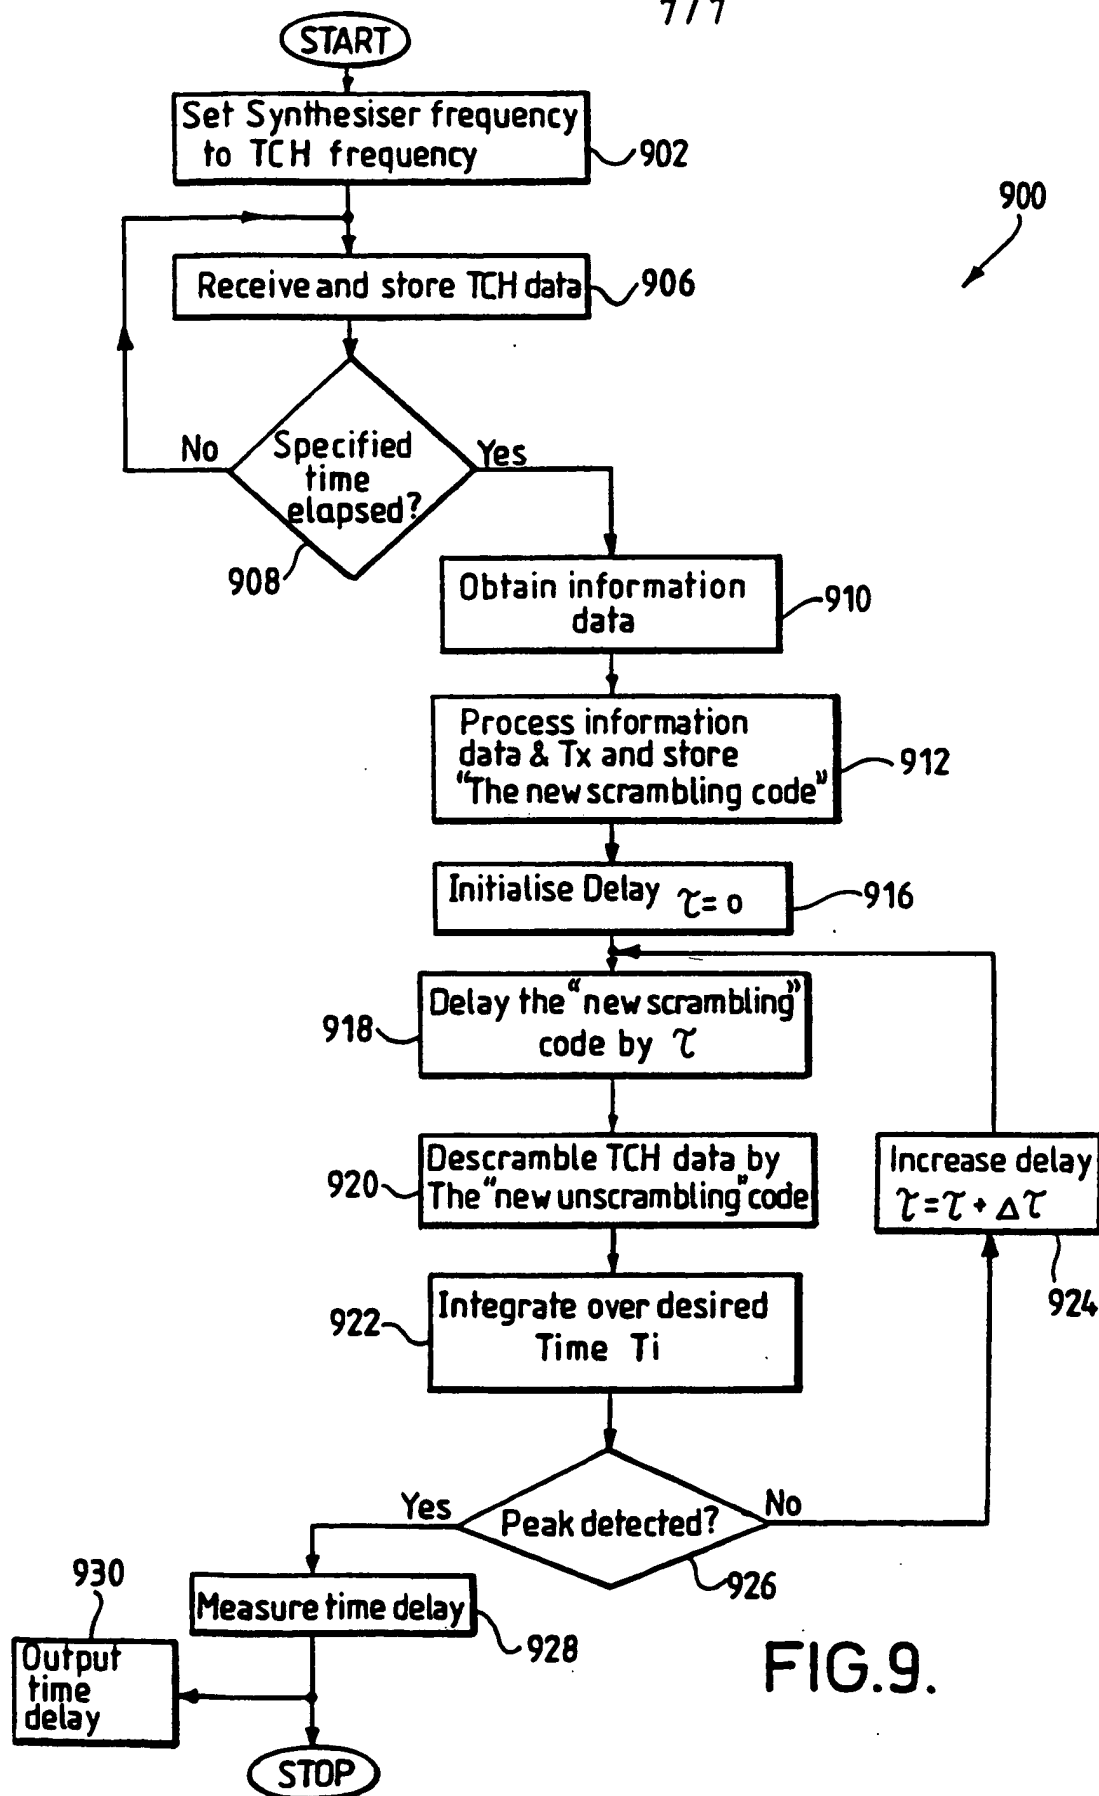 7/7
START
Set Synthesiser frequency
to TCH frequency
902
900
Receive and store TCH data
906
No
Specified
time
elapsed?
Yes
908
Obtain information
data
910
Process information
data & Tx and store
"The new scrambling code"
912
Initialise Delay τ= o
916
Delay the "new scrambling"
code by τ
918
Descramble TCH data by
The "new unscrambling" code
920
Increase delay
τ=τ+Δτ
924
Integrate over desired
Time Ti
922
Yes
Peak detected?
No
926
930
Measure time delay
928
Output
time
delay
FIG.9.
STOP